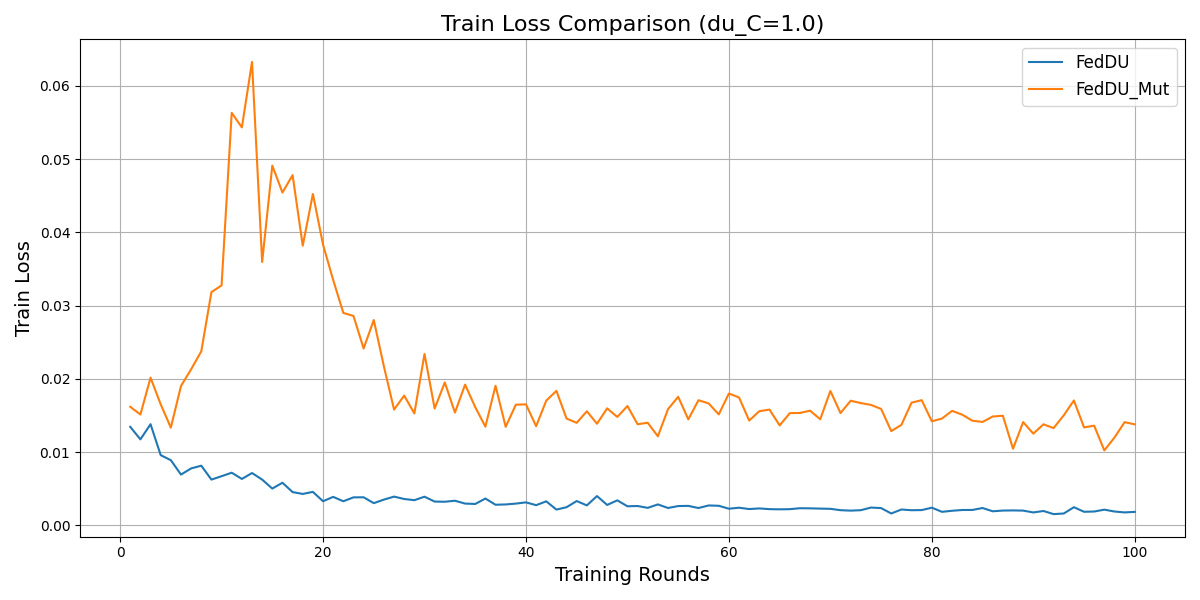 Train Loss Comparison (du_C=1.0)
FedDU
FedDU_Mut
Train Loss
0.06
0.05
0.04
0.03
0.02
0.01
0.00
0 20 40 60 80 100
Training Rounds